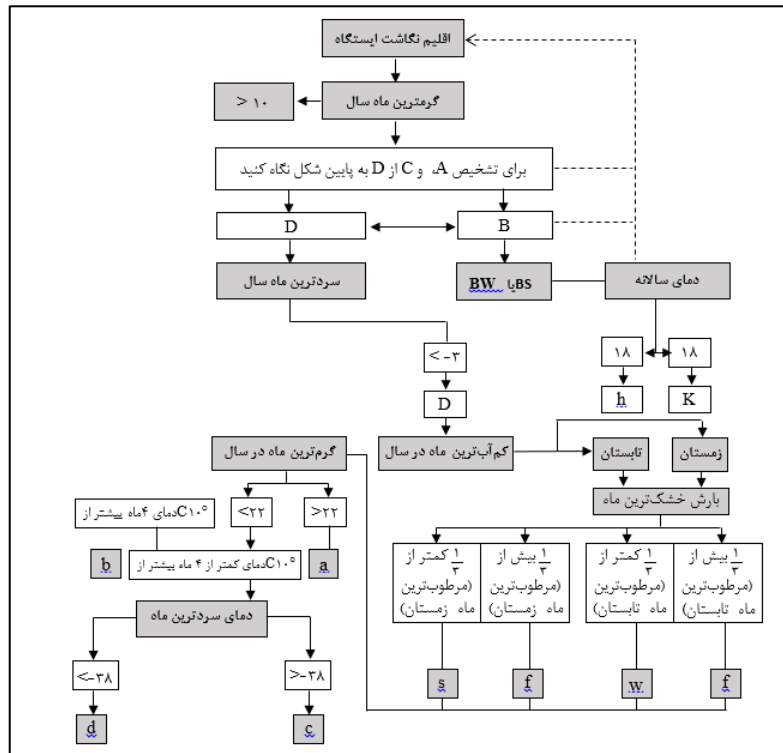 اقلیم نگاشت ایستگاه
گرمترین ماه سال
> ۱۰
برای تشخیص A، و C از D به پایین شکل نگاه کنید
B
D
دمای سالانه
BS یا BW
سردترین ماه سال
۱۸
۱۸
< -۳
K
h
D
زمستان
تابستان
کم‌آب‌ترین ماه در سال
گرم‌ترین ماه در سال
بارش خشک‌ترین ماه
>۲۲
<۲۲
دمای ۴ماه بیشتر از C۱۰°
a
دمای کمتر از ۴ ماه بیشتر از C۱۰°
b
۱/۳ بیش از
(مرطوب‌ترین
ماه تابستان)
۱/۳ کمتر از
(مرطوب‌ترین
ماه تابستان)
۱/۳ بیش از
(مرطوب‌ترین
ماه زمستان)
۱/۳ کمتر از
(مرطوب‌ترین
ماه زمستان)
دمای سردترین ماه
>-۳۸
<-۳۸
f
w
f
s
c
d